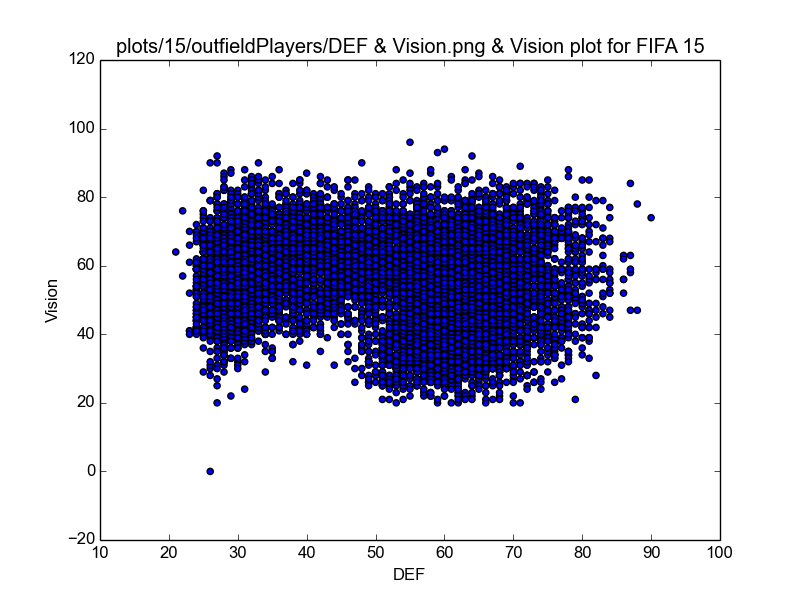 plots/15/outfieldPlayers/DEF & Vision.png & Vision plot for FIFA 15
120
100
80
60
40
20
0
−20
Vision
10 20 30 40 50 60 70 80 90 100
DEF